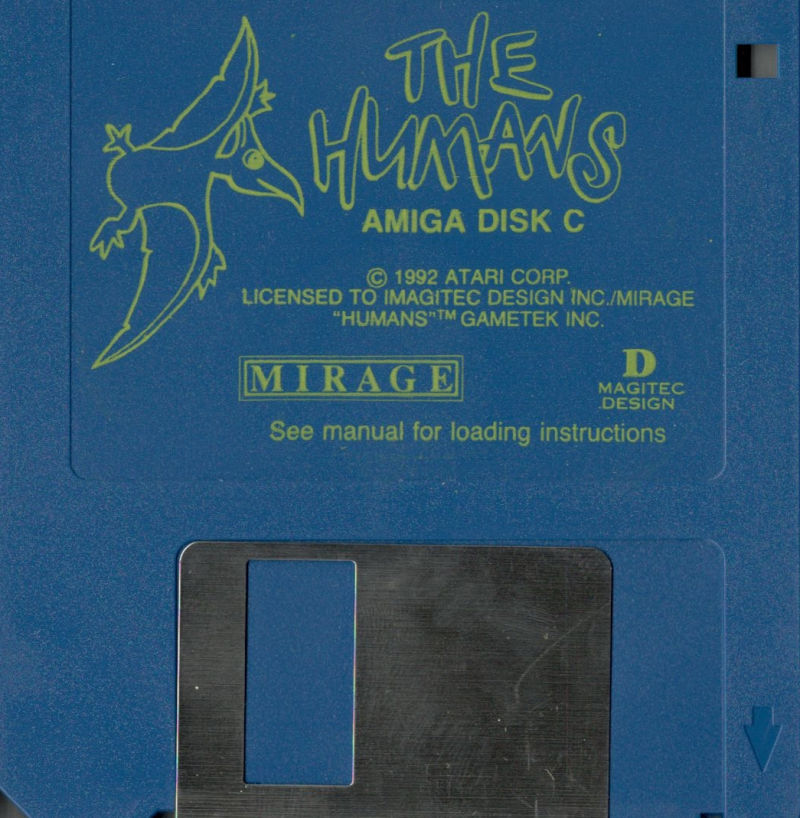 THE
HUMANS
AMIGA DISK C
© 1992 ATARI CORP.
LICENSED TO IMAGITEC DESIGN INC./MIRAGE
"HUMANS"™ GAMETEK INC.
MIRAGE
D
MAGITEC
DESIGN
See manual for loading instructions